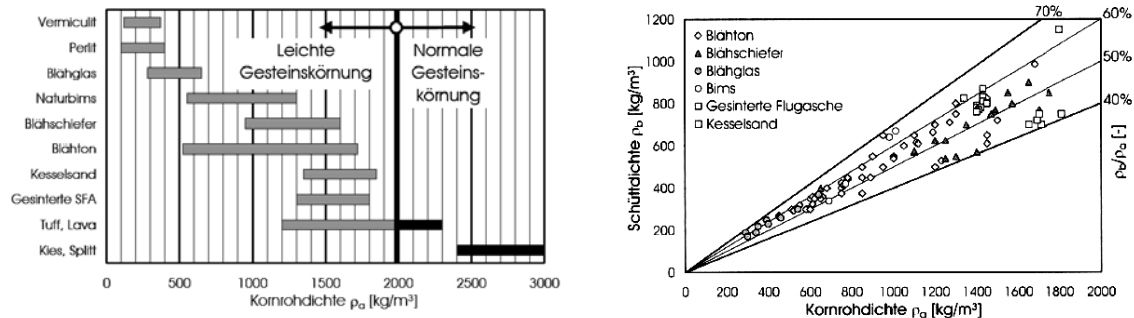 Vermiculit
Perlit
Blähglas
Naturbims
Blähschiefer
Blähton
Kesselsand
Gesinterte SFA
Tuff, Lava
Kies, Splitt
Leichte
Gesteinskörnung
Normale
Gesteins-
körnung
0 500 1000 1500 2000 2500 3000
Kornrohdichte ρa [kg/m³]
Schüttdichte ρb [kg/m³]
1200
1000
800
600
400
200
0
Blähton
Blähschiefer
Blähglas
Bims
Gesinterte Flugasche
Kesselsand
70%
60%
50%
40%
ρb/ρa [-]
0 200 400 600 800 1000 1200 1400 1600 1800 2000
Kornrohdichte ρa [kg/m³]